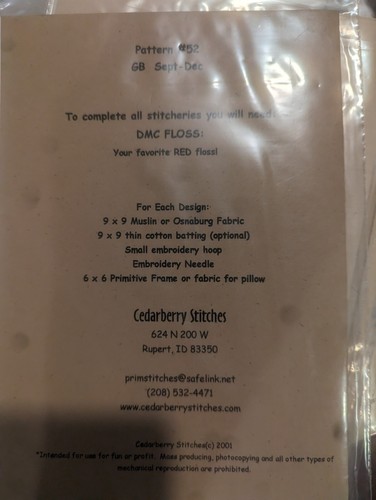 Pattern #52
GB Sept-Dec
To complete all stitcheries you will need:
DMC FLOSS:
Your favorite RED floss!
For Each Design:
9 x 9 Muslin or Osnaburg Fabric
9 x 9 thin cotton batting (optional)
Small embroidery hoop
Embroidery Needle
6 x 6 Primitive Frame or fabric for pillow
Cedarberry Stitches
624 N 200 W
Rupert, ID 83350
primstitches@safelink.net
(208) 532-4471
www.cedarberrystitches.com
Cedarberry Stitches(c) 2001
*Intended for use for fun or profit. Mass producing, photocopying and all other types of
mechanical reproduction are prohibited.